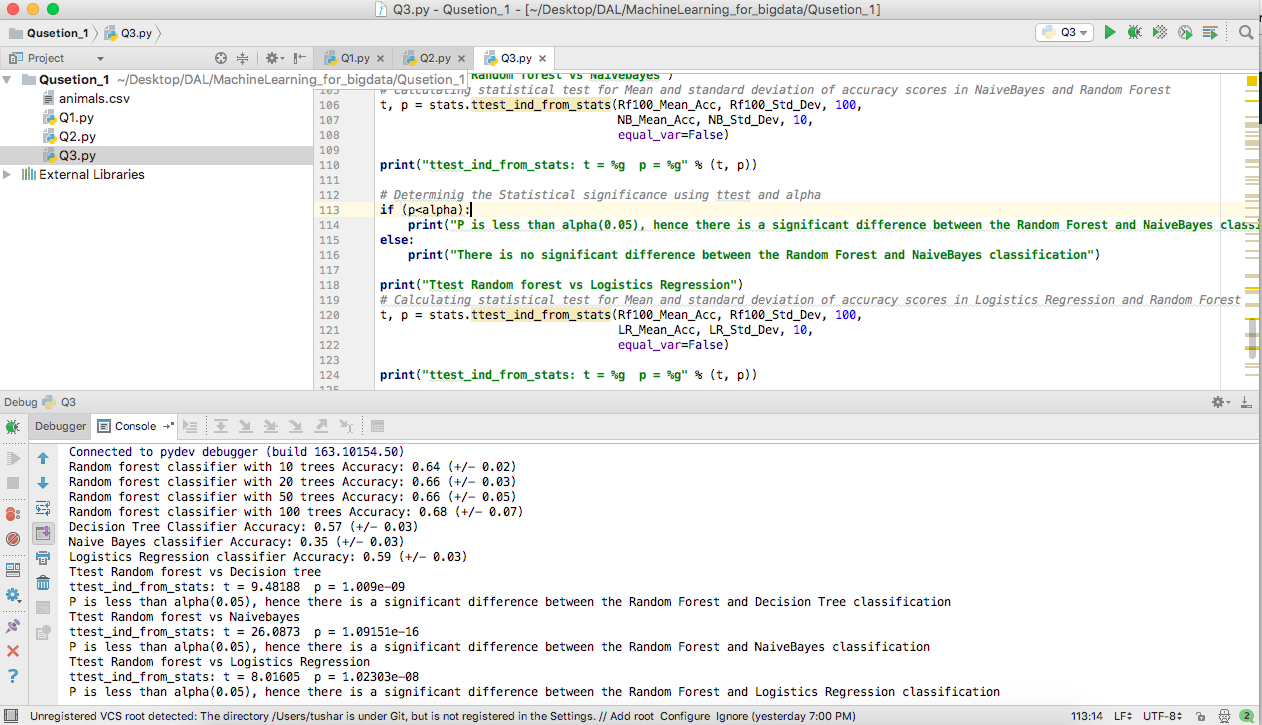 Q3.py - Qusetion_1 - [~/Desktop/DAL/MachineLearning_for_bigdata/Qusetion_1]
Qusetion_1 Q3.py
Q3
Project
Q1.py Q2.py Q3.py
Qusetion_1 ~/Desktop/DAL/MachineLearning_for_bigdata/Qusetion_1
animals.csv
Q1.py
Q2.py
Q3.py
External Libraries
Random forest vs Naivebayes")
105 # Calculating statistical test for Mean and standard deviation of accuracy scores in NaiveBayes and Random Forest
106 t, p = stats.ttest_ind_from_stats(Rf100_Mean_Acc, Rf100_Std_Dev, 100,
107 NB_Mean_Acc, NB_Std_Dev, 10,
108 equal_var=False)
109
110 print("ttest_ind_from_stats: t = %g  p = %g" % (t, p))
111
112 # Determinig the Statistical significance using ttest and alpha
113 if (p<alpha):
114 print("P is less than alpha(0.05), hence there is a significant difference between the Random Forest and NaiveBayes classi
115 else:
116 print("There is no significant difference between the Random Forest and NaiveBayes classification")
117
118 print("Ttest Random forest vs Logistics Regression")
119 # Calculating statistical test for Mean and standard deviation of accuracy scores in Logistics Regression and Random Forest
120 t, p = stats.ttest_ind_from_stats(Rf100_Mean_Acc, Rf100_Std_Dev, 100,
121 LR_Mean_Acc, LR_Std_Dev, 10,
122 equal_var=False)
123
124 print("ttest_ind_from_stats: t = %g  p = %g" % (t, p))
125
Debug Q3
Debugger Console
Connected to pydev debugger (build 163.10154.50)
Random forest classifier with 10 trees Accuracy: 0.64 (+/- 0.02)
Random forest classifier with 20 trees Accuracy: 0.66 (+/- 0.03)
Random forest classifier with 50 trees Accuracy: 0.66 (+/- 0.05)
Random forest classifier with 100 trees Accuracy: 0.68 (+/- 0.07)
Decision Tree Classifier Accuracy: 0.57 (+/- 0.03)
Naive Bayes classifier Accuracy: 0.35 (+/- 0.03)
Logistics Regression classifier Accuracy: 0.59 (+/- 0.03)
Ttest Random forest vs Decision tree
ttest_ind_from_stats: t = 9.48188  p = 1.009e-09
P is less than alpha(0.05), hence there is a significant difference between the Random Forest and Decision Tree classification
Ttest Random forest vs Naivebayes
ttest_ind_from_stats: t = 26.0873  p = 1.09151e-16
P is less than alpha(0.05), hence there is a significant difference between the Random Forest and NaiveBayes classification
Ttest Random forest vs Logistics Regression
ttest_ind_from_stats: t = 8.01605  p = 1.02303e-08
P is less than alpha(0.05), hence there is a significant difference between the Random Forest and Logistics Regression classification
Unregistered VCS root detected: The directory /Users/tushar is under Git, but is not registered in the Settings. // Add root Configure Ignore (yesterday 7:00 PM)
113:14 LF UTF-8 2